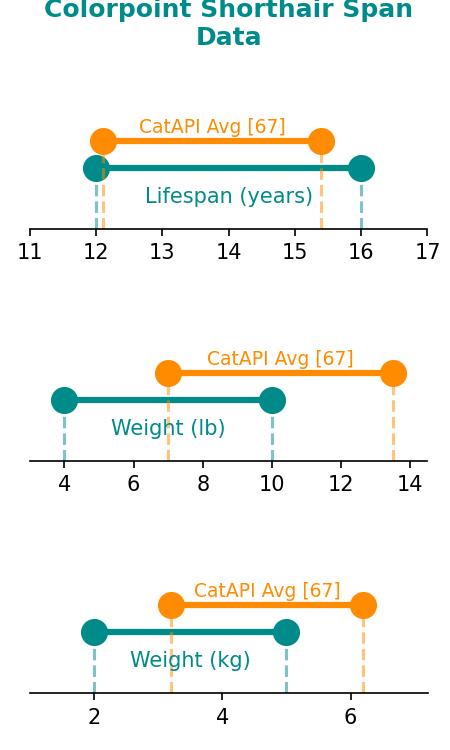 Colorpoint Shorthair Span
Data
CatAPI Avg [67]
Lifespan (years)
11 12 13 14 15 16 17
CatAPI Avg [67]
Weight (lb)
4 6 8 10 12 14
CatAPI Avg [67]
Weight (kg)
2 4 6